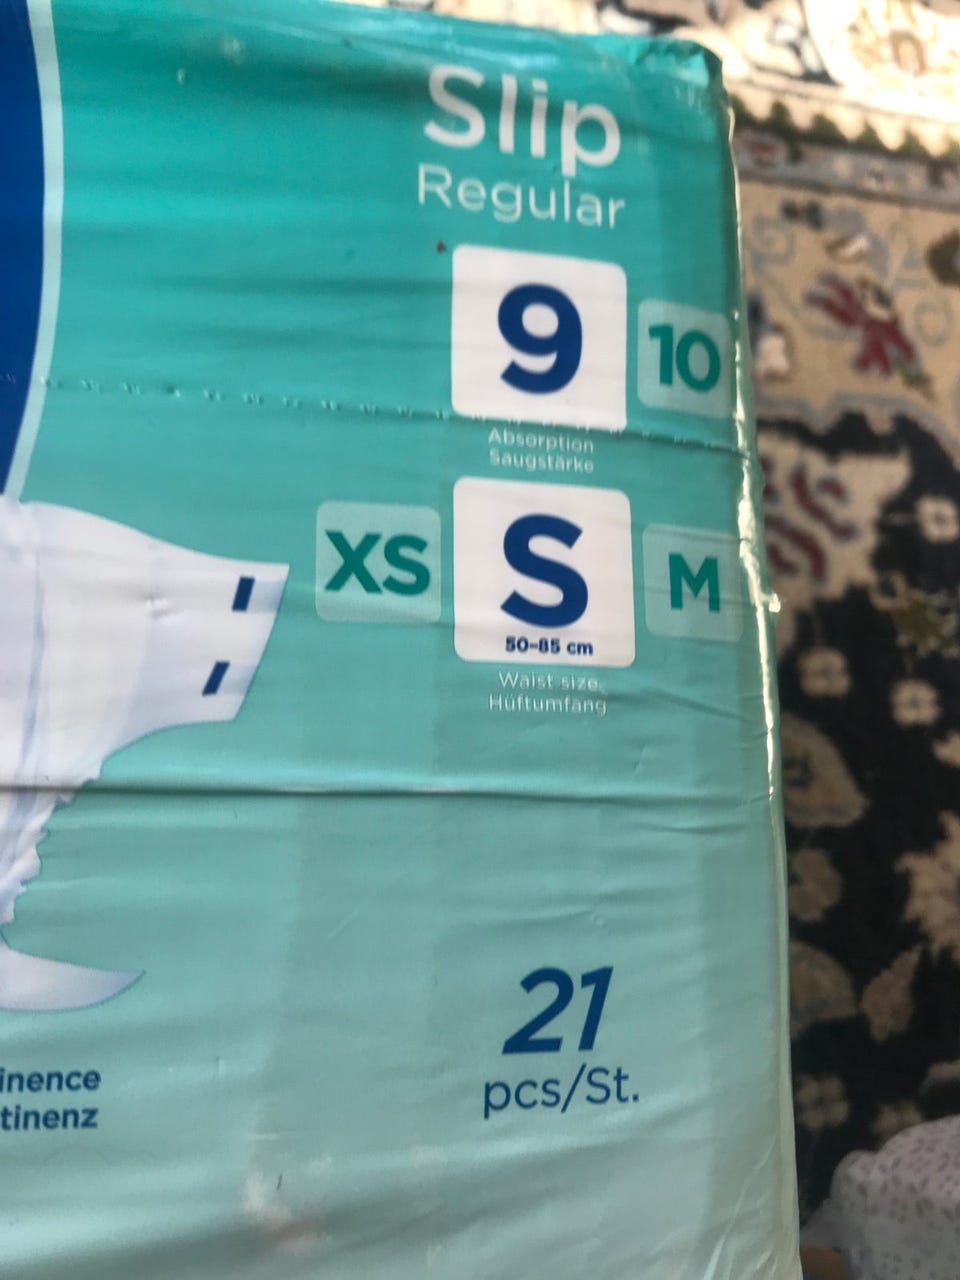 Slip
Regular
9
10
Absorption
Saugstärke
XS
S
M
50-85 cm
Waist size
Hüftumfang
21
pcs/St.
inence
tinenz